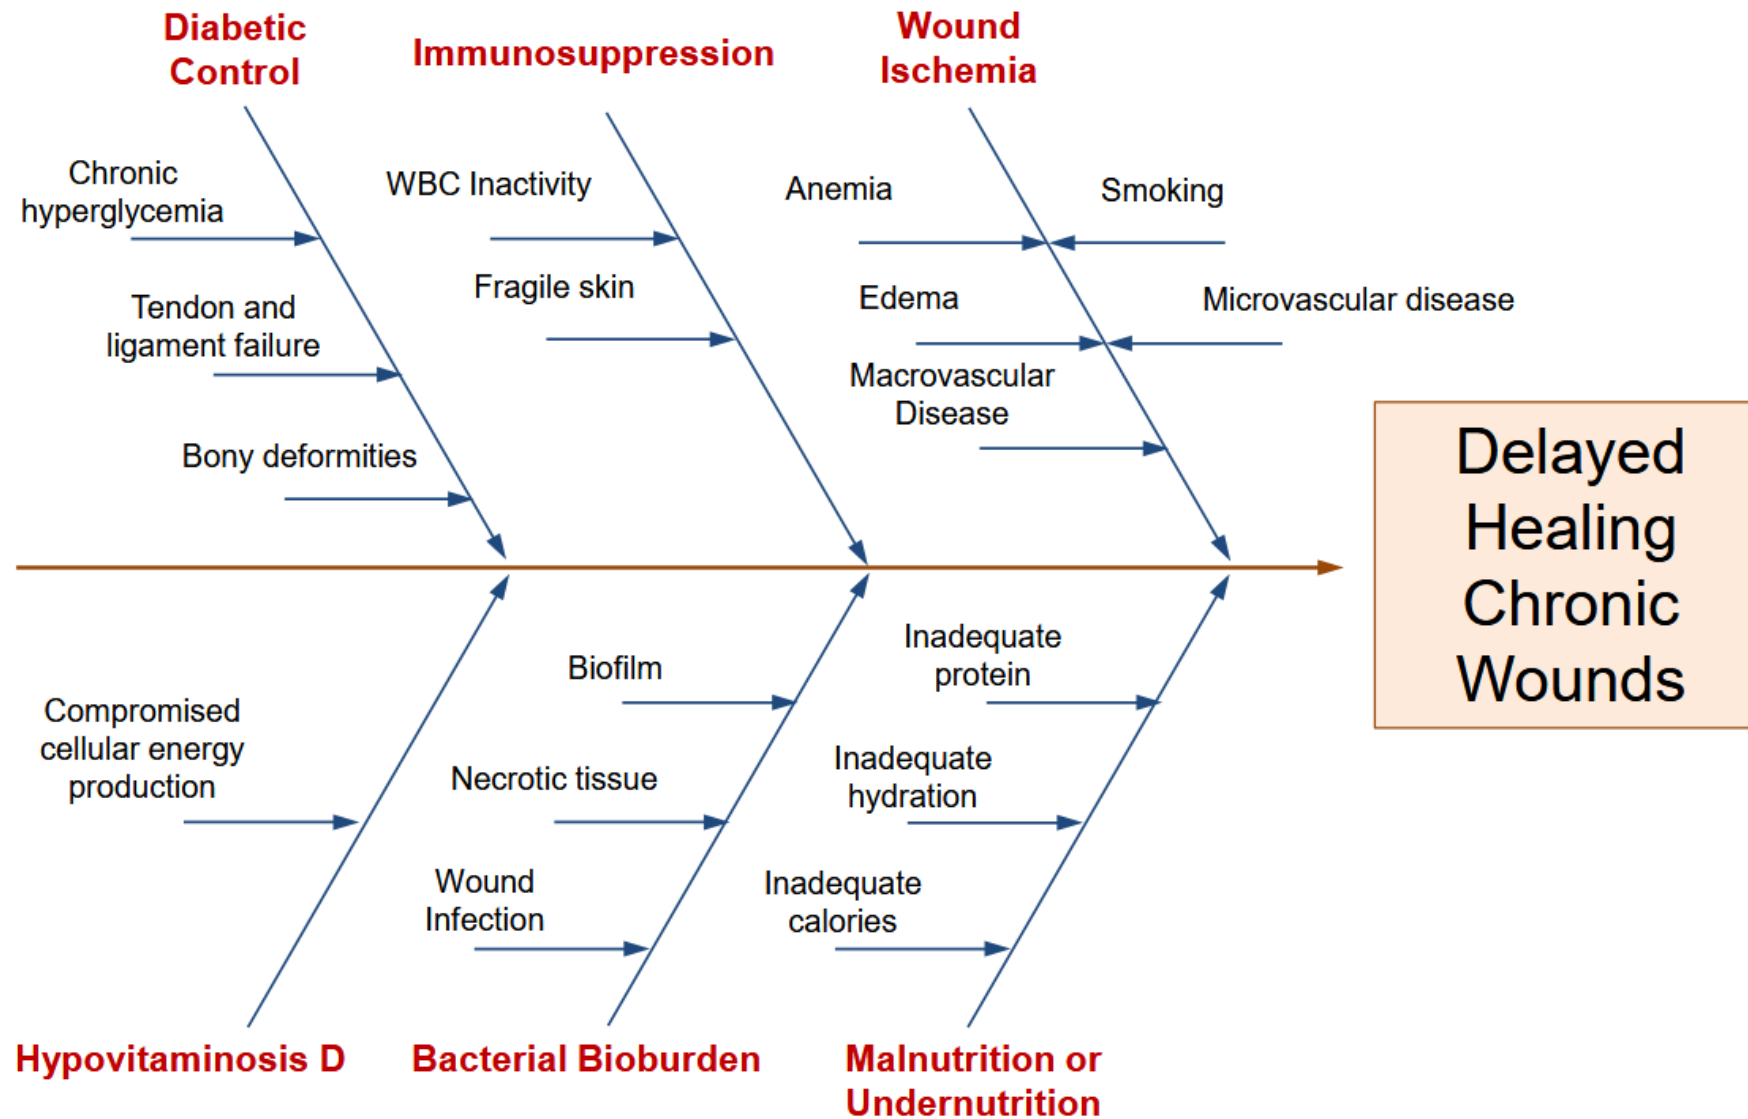 Diabetic
Control
Immunosuppression
Wound
Ischemia
Chronic
hyperglycemia
Tendon and
ligament failure
Bony deformities
WBC Inactivity
Fragile skin
Anemia
Smoking
Edema
Microvascular disease
Macrovascular
Disease
Delayed
Healing
Chronic
Wounds
Compromised
cellular energy
production
Biofilm
Necrotic tissue
Wound
Infection
Inadequate
protein
Inadequate
hydration
Inadequate
calories
Hypovitaminosis D
Bacterial Bioburden
Malnutrition or
Undernutrition